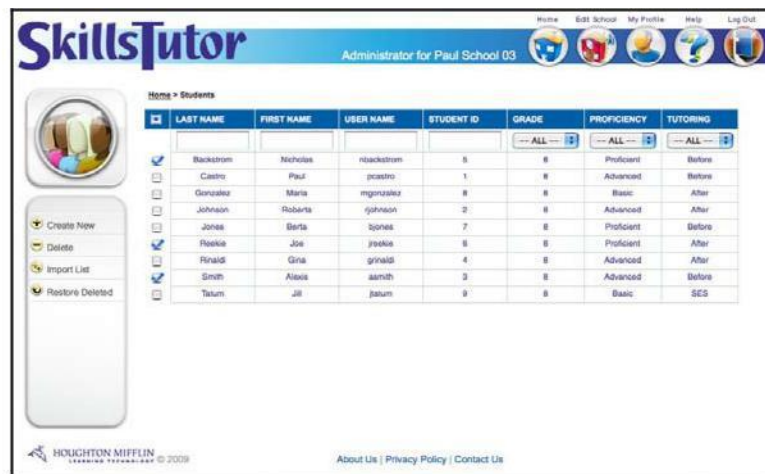 Home Edit School My Profile Help Log Out
SkillsTutor
Administrator for Paul School 03
Home > Students
LAST NAME FIRST NAME USER NAME STUDENT ID GRADE PROFICIENCY TUTORING
--- ALL --- --- ALL --- --- ALL ---
Backstrom Nicholas nbackstrom 5 8 Proficient Before
Castro Paul pcastro 1 8 Advanced Before
Gonzalez Maria mgonzalez 8 8 Basic After
Johnson Roberta rjohnson 2 8 Advanced After
Jones Berta bjones 7 8 Proficient Before
Reekie Joe jreekie 6 8 Proficient After
Rinaldi Gina grinaldi 4 8 Advanced After
Smith Alexis asmith 3 8 Advanced Before
Tatum Jill jtatum 9 8 Basic SES
Create New
Delete
Import List
Restore Deleted
HOUGHTON MIFFLIN
LEARNING TECHNOLOGY © 2009
About Us | Privacy Policy | Contact Us